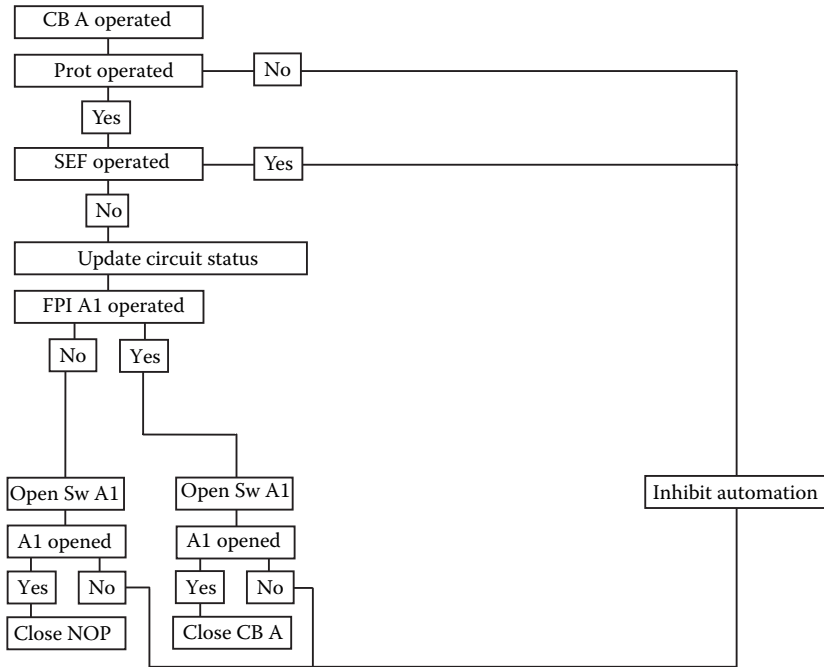 CB A operated
Prot operated
No
Yes
SEF operated
Yes
No
Update circuit status
FPI A1 operated
No
Yes
Open Sw A1
Open Sw A1
Inhibit automation
A1 opened
A1 opened
Yes
No
Yes
No
Close NOP
Close CB A